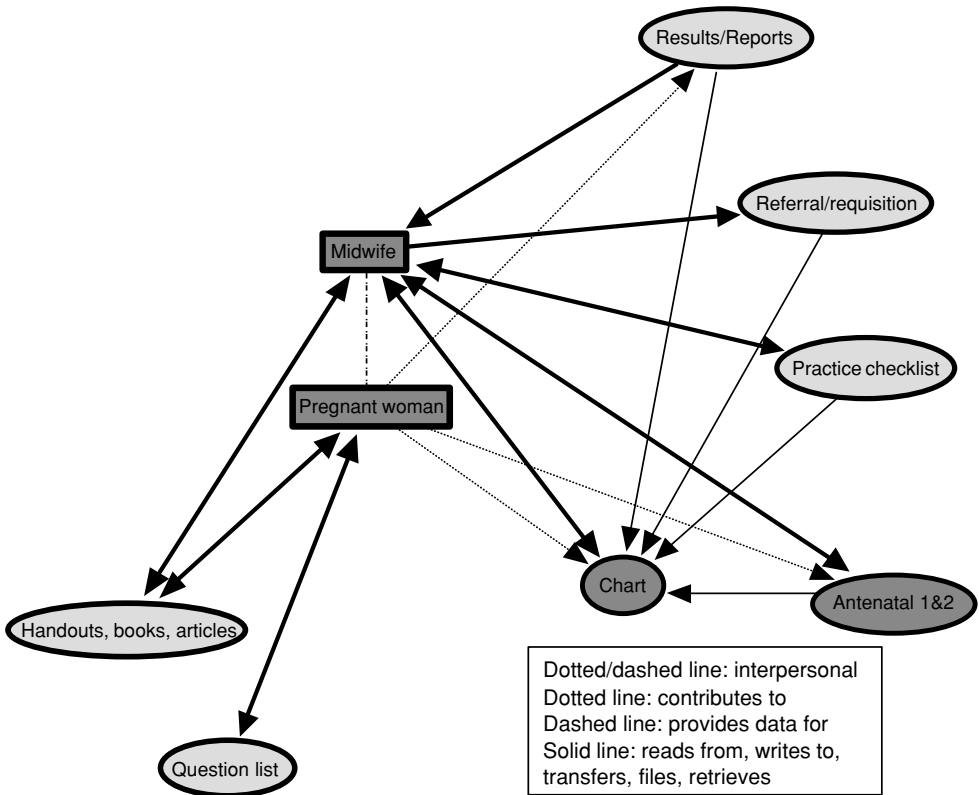 Results/Reports
Referral/requisition
Midwife
Practice checklist
Pregnant woman
Chart
Antenatal 1&2
Handouts, books, articles
Dotted/dashed line: interpersonal
Dotted line: contributes to
Dashed line: provides data for
Solid line: reads from, writes to,
transfers, files, retrieves
Question list